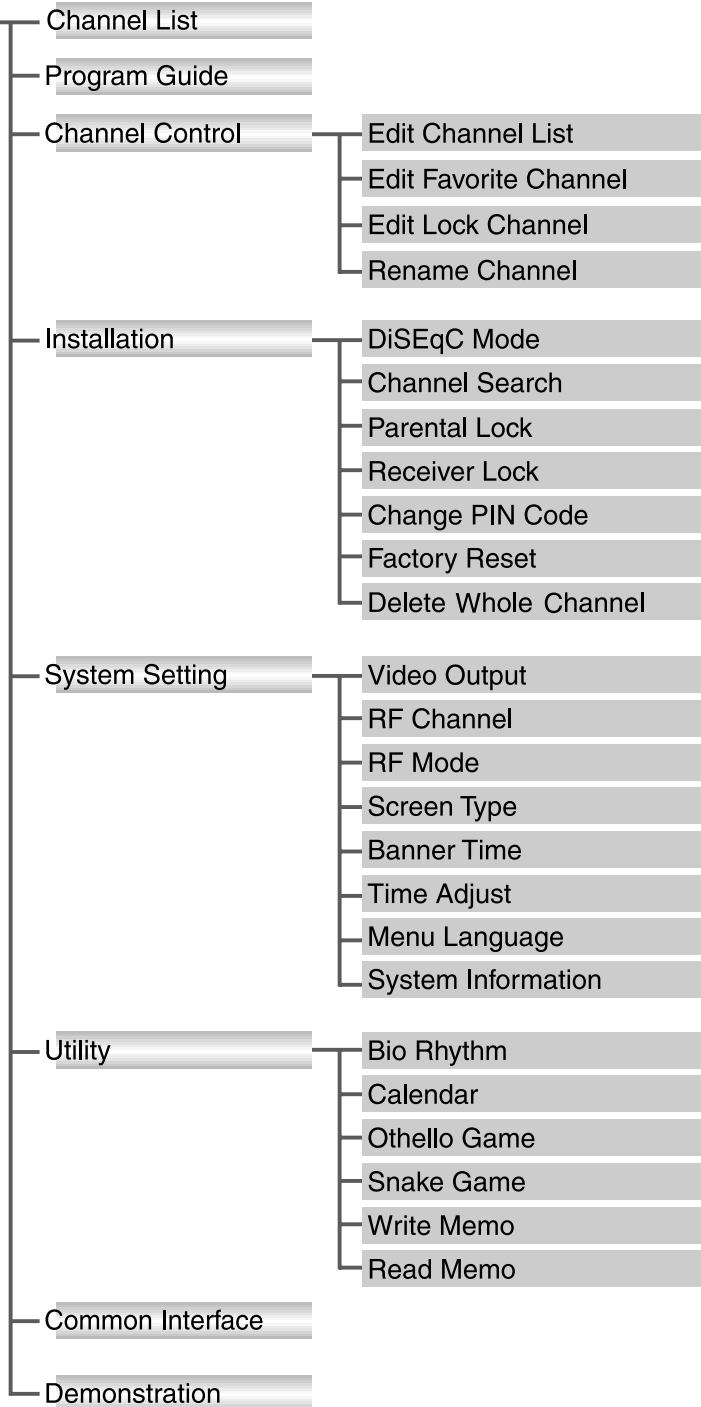 Channel List
Program Guide
Channel Control
Edit Channel List
Edit Favorite Channel
Edit Lock Channel
Rename Channel
Installation
DiSEqC Mode
Channel Search
Parental Lock
Receiver Lock
Change PIN Code
Factory Reset
Delete Whole Channel
System Setting
Video Output
RF Channel
RF Mode
Screen Type
Banner Time
Time Adjust
Menu Language
System Information
Utility
Bio Rhythm
Calendar
Othello Game
Snake Game
Write Memo
Read Memo
Common Interface
Demonstration